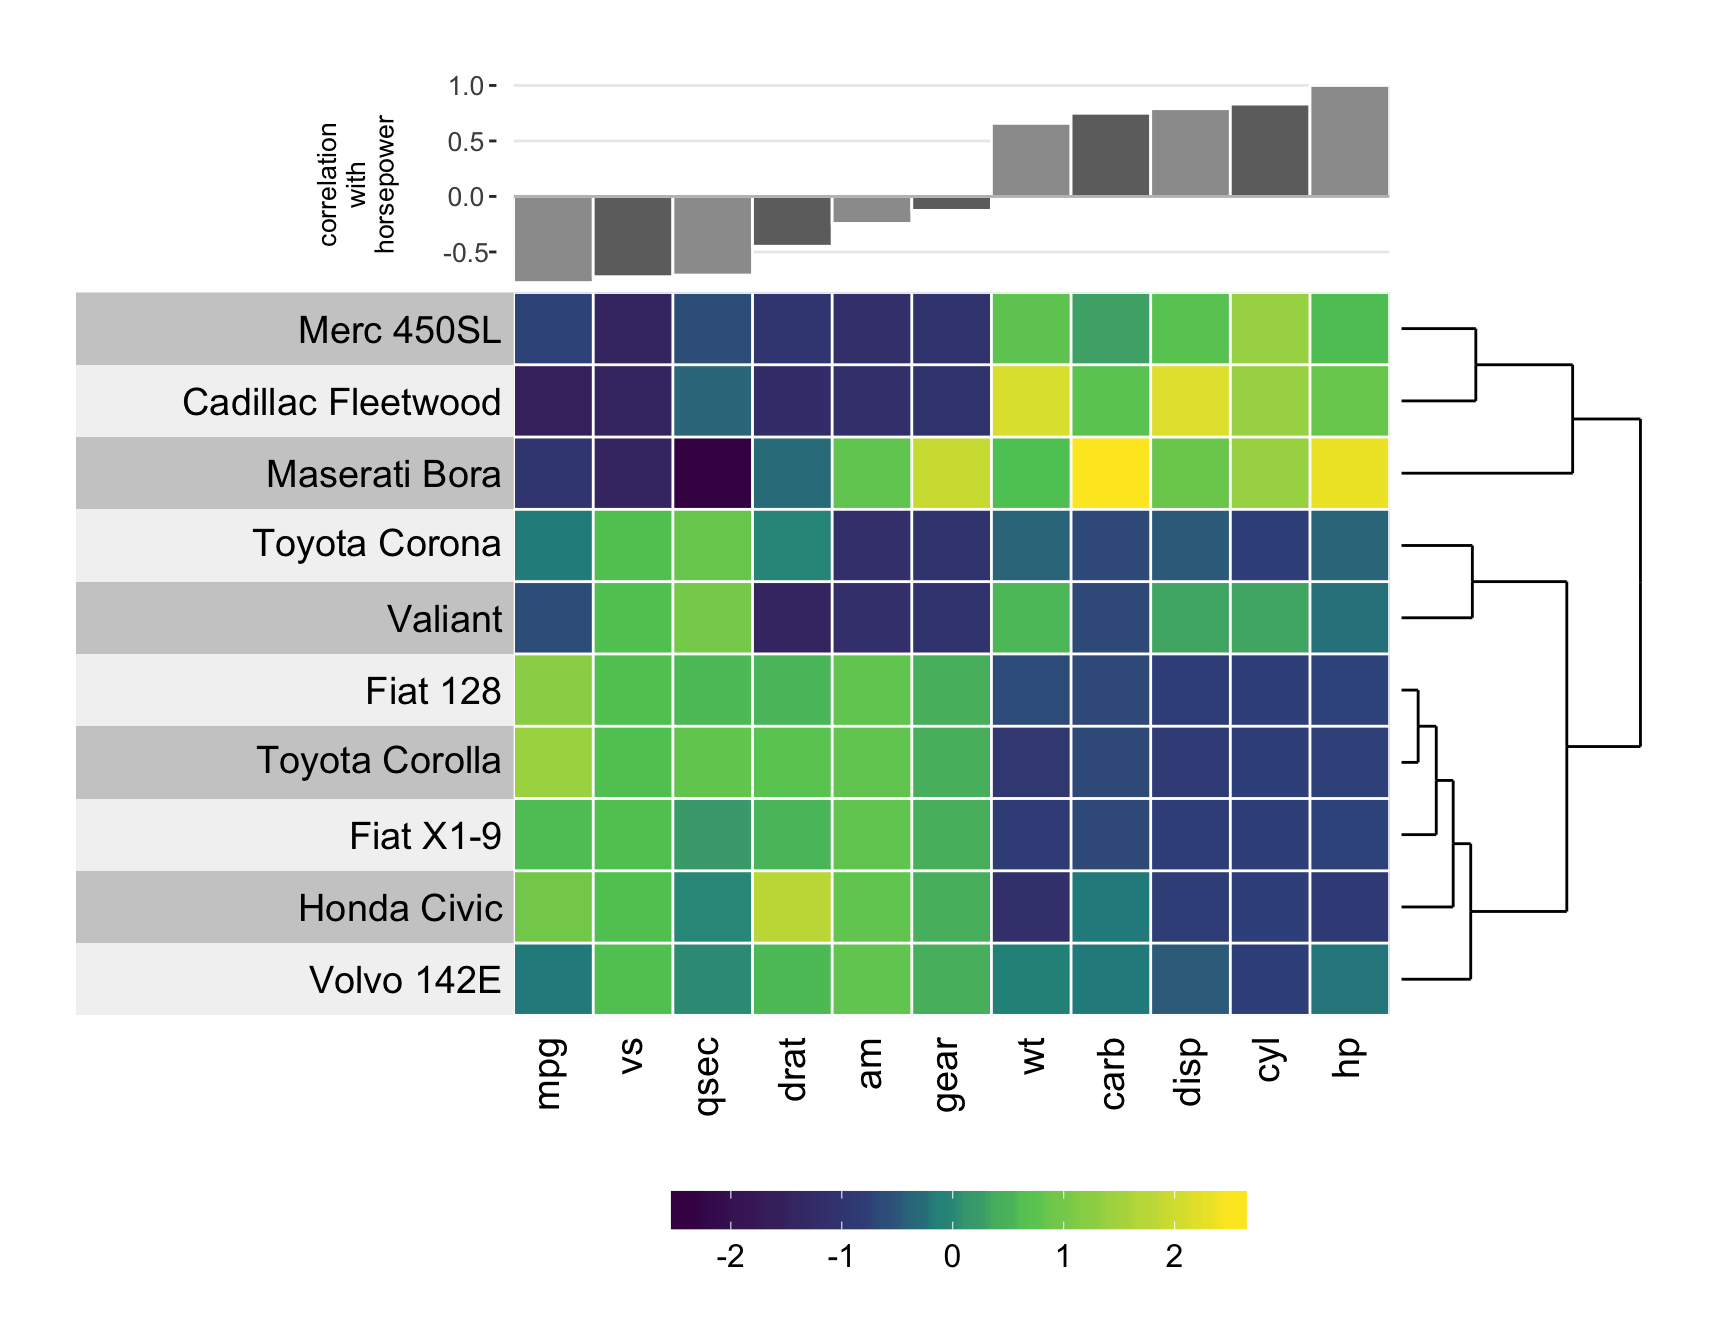 correlation
with
horsepower
1.0
0.5
0.0
-0.5
Merc 450SL
Cadillac Fleetwood
Maserati Bora
Toyota Corona
Valiant
Fiat 128
Toyota Corolla
Fiat X1-9
Honda Civic
Volvo 142E
mpg vs qsec drat am gear wt carb disp cyl hp
-2 -1 0 1 2